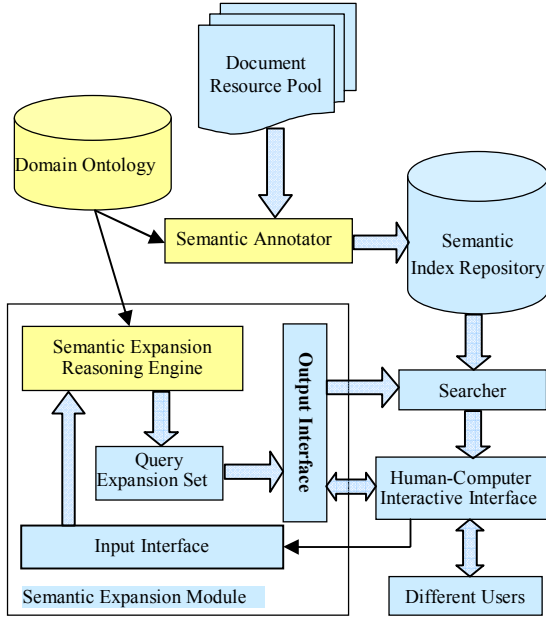 Document
Resource Pool
Domain Ontology
Semantic Annotator
Semantic
Index Repository
Semantic Expansion
Reasoning Engine
Output Interface
Searcher
Query
Expansion Set
Human-Computer
Interactive Interface
Input Interface
Semantic Expansion Module
Different Users